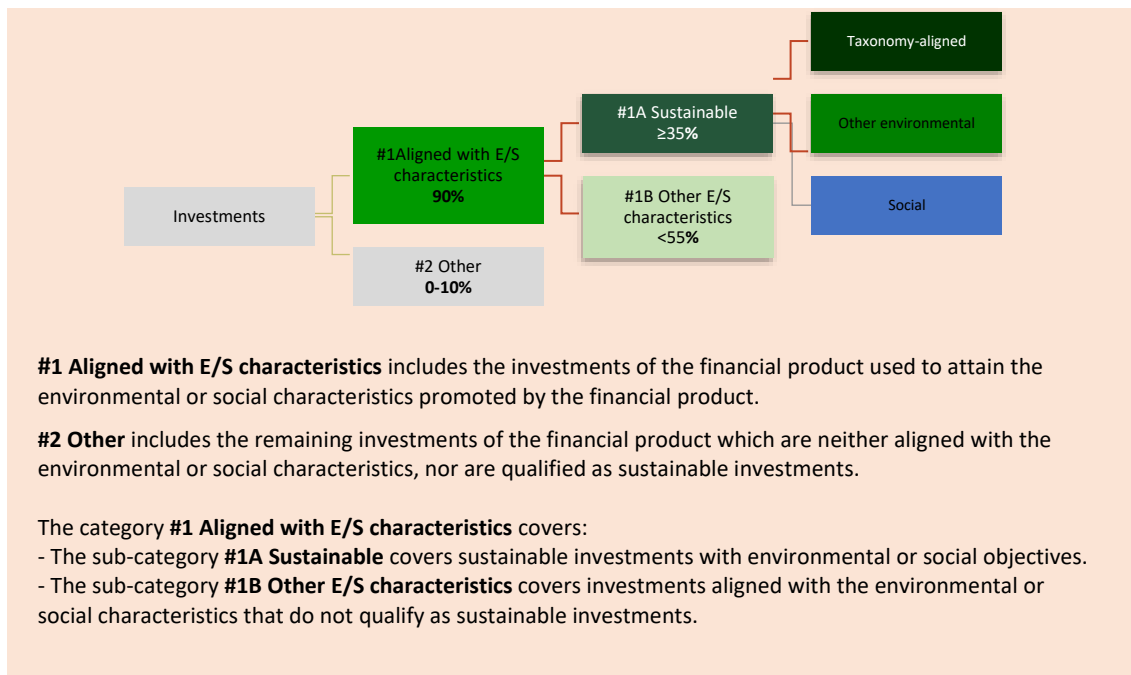 Taxonomy-aligned
#1A Sustainable
≥35%
Other environmental
#1Aligned with E/S
characteristics
90%
#1B Other E/S
characteristics
<55%
Social
Investments
#2 Other
0-10%
#1 Aligned with E/S characteristics includes the investments of the financial product used to attain the
environmental or social characteristics promoted by the financial product.
#2 Other includes the remaining investments of the financial product which are neither aligned with the
environmental or social characteristics, nor are qualified as sustainable investments.
The category #1 Aligned with E/S characteristics covers:
- The sub-category #1A Sustainable covers sustainable investments with environmental or social objectives.
- The sub-category #1B Other E/S characteristics covers investments aligned with the environmental or
social characteristics that do not qualify as sustainable investments.